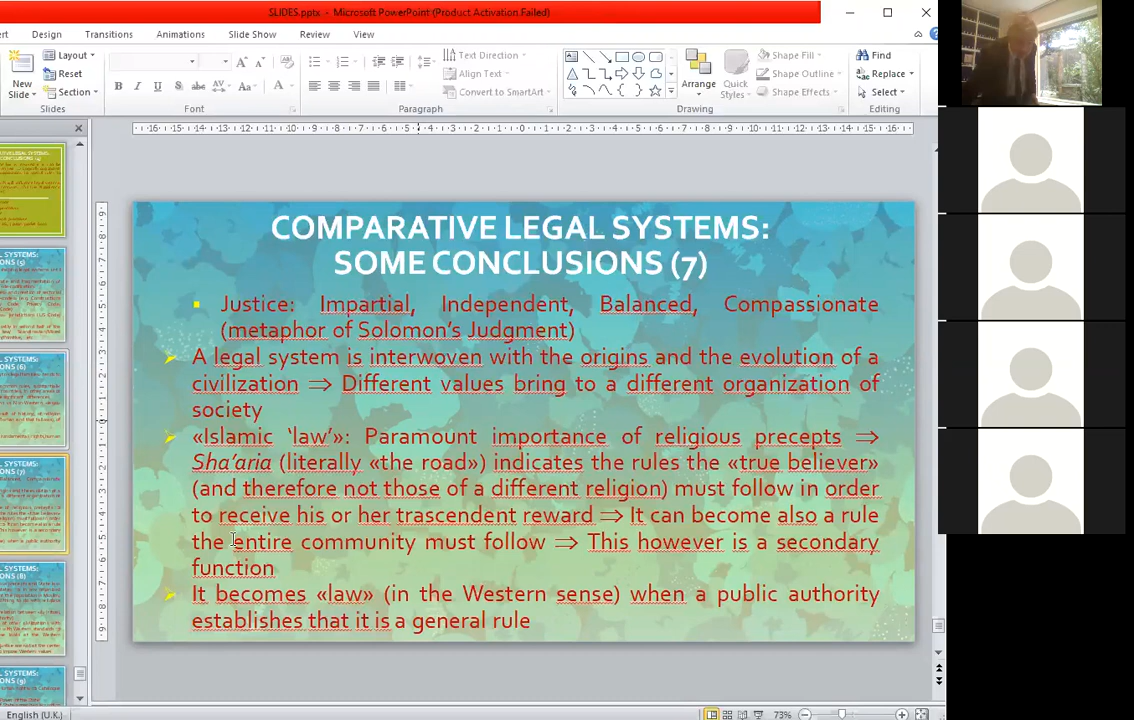 SLIDES.pptx - Microsoft PowerPoint (Product Activation Failed)
Design Transitions Animations Slide Show Review View
New Slide
Layout
Reset
Section
Slides
B I U S abc AV Aa A
Font
Paragraph
Text Direction
Align Text
Convert to SmartArt
Arrange
Quick Styles
Shape Fill
Shape Outline
Shape Effects
Drawing
Find
Replace
Select
Editing
COMPARATIVE LEGAL SYSTEMS:
SOME CONCLUSIONS (7)
Justice: Impartial, Independent, Balanced, Compassionate
(metaphor of Solomon's Judgment)
A legal system is interwoven with the origins and the evolution of a
civilization ⇒ Different values bring to a different organization of
society
«Islamic 'law'»: Paramount importance of religious precepts ⇒
Sha'aria (literally «the road») indicates the rules the «true believer»
(and therefore not those of a different religion) must follow in order
to receive his or her trascendent reward ⇒ It can become also a rule
the entire community must follow ⇒ This however is a secondary
function
It becomes «law» (in the Western sense) when a public authority
establishes that it is a general rule
English (U.K.)
73%